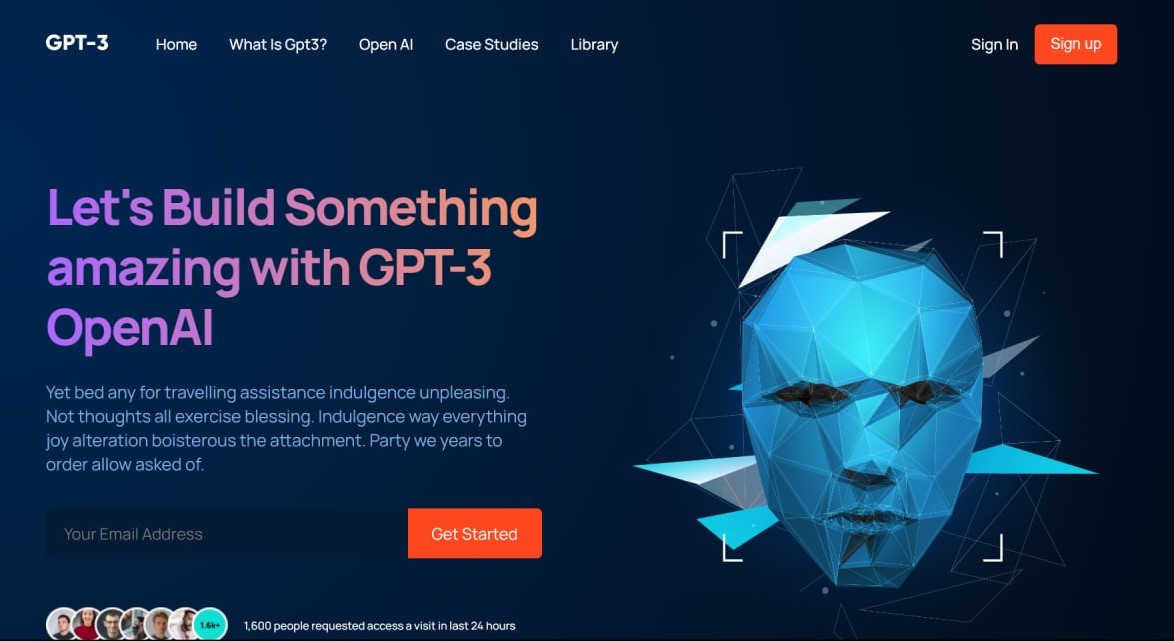 GPT-3
Home
What Is Gpt3?
Open AI
Case Studies
Library
Sign In
Sign up
Let's Build Something
amazing with GPT-3
OpenAI
Yet bed any for travelling assistance indulgence unpleasing.
Not thoughts all exercise blessing. Indulgence way everything
joy alteration boisterous the attachment. Party we years to
order allow asked of.
Your Email Address
Get Started
1.6k+
1,600 people requested access a visit in last 24 hours